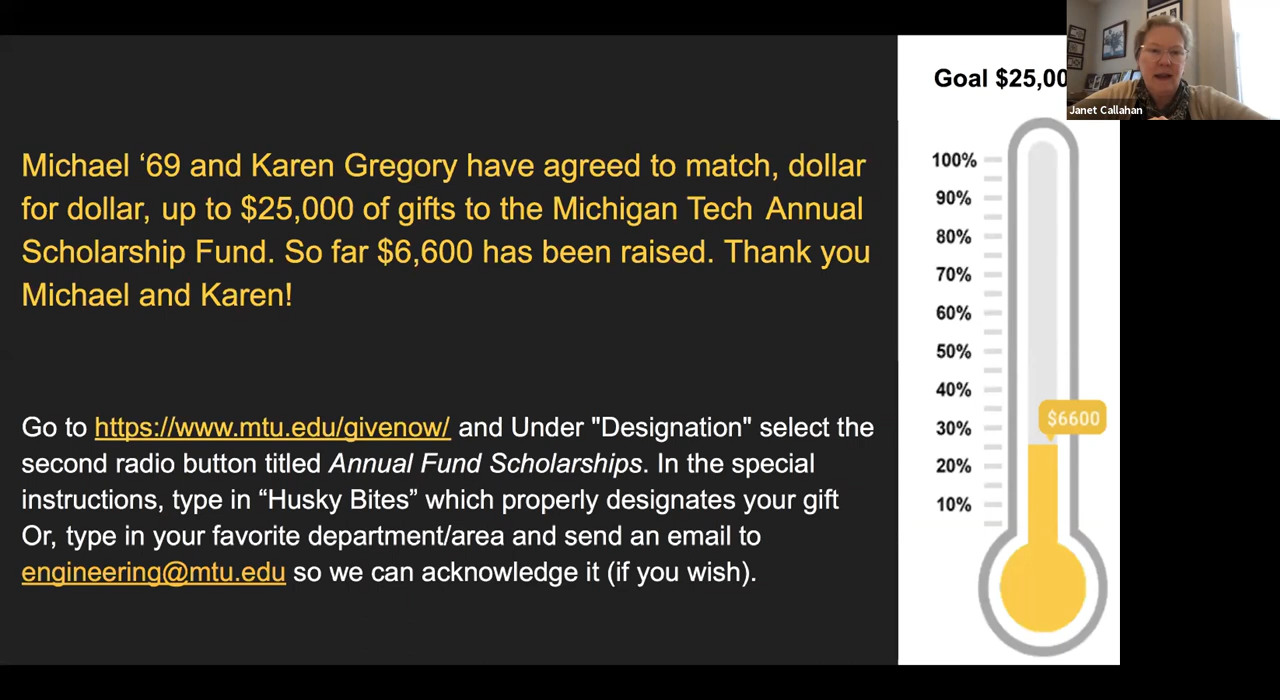 Michael ‘69 and Karen Gregory have agreed to match, dollar
for dollar, up to $25,000 of gifts to the Michigan Tech Annual
Scholarship Fund. So far $6,600 has been raised. Thank you
Michael and Karen!
Go to https://www.mtu.edu/givenow/ and Under "Designation" select the
second radio button titled Annual Fund Scholarships. In the special
instructions, type in “Husky Bites” which properly designates your gift
Or, type in your favorite department/area and send an email to
engineering@mtu.edu so we can acknowledge it (if you wish).
Goal $25,00
Janet Callahan
100%
90%
80%
70%
60%
50%
40%
$6600
30%
20%
10%